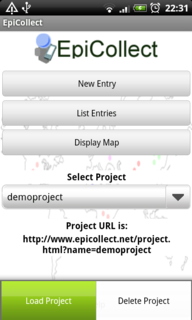 22:31
EpiCollect
EpiCollect
New Entry
List Entries
Display Map
Select Project
demoproject
Project URL is:
http://www.epicollect.net/project.
html?name=demoproject
Load Project
Delete Project